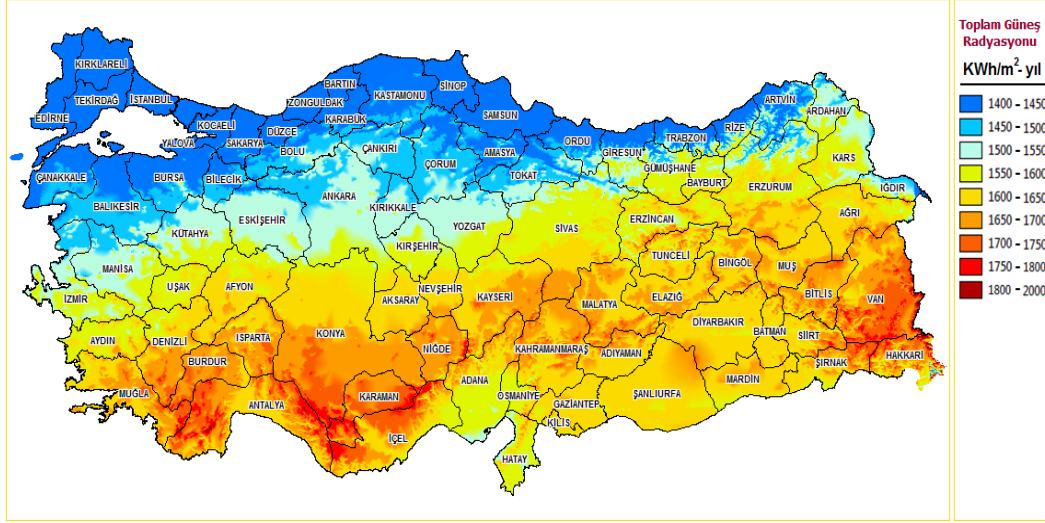 KIRKLARELİ
TEKİRDAĞ
İSTANBUL
EDİRNE
KOCAELİ
YALOVA
SAKARYA
DÜZCE
ZONGULDAK
BARTIN
KARABÜK
KASTAMONU
SİNOP
SAMSUN
BOLU
ÇANKIRI
ÇORUM
AMASYA
TOKAT
ORDU
GİRESUN
TRABZON
RİZE
ARTVİN
ARDAHAN
GÜMÜŞHANE
BAYBURT
ERZURUM
KARS
IĞDIR
AĞRI
ÇANAKKALE
BURSA
BİLECİK
BALIKESİR
KÜTAHYA
ESKİŞEHİR
ANKARA
KIRIKKALE
YOZGAT
KIRŞEHİR
SİVAS
ERZİNCAN
TUNCELİ
BİNGÖL
MUŞ
MANİSA
İZMİR
UŞAK
AFYON
AKSARAY
NEVŞEHİR
KAYSERİ
MALATYA
ELAZIĞ
BİTLİS
VAN
DİYARBAKIR
BATMAN
SİİRT
AYDIN
DENİZLİ
ISPARTA
BURDUR
KONYA
NİĞDE
KAHRAMANMARAŞ
ADIYAMAN
ŞIRNAK
HAKKARİ
MARDİN
MUĞLA
ANTALYA
KARAMAN
ADANA
OSMANİYE
GAZİANTEP
ŞANLIURFA
KİLİS
İÇEL
HATAY
Toplam Güneş
Radyasyonu
KWh/m²- yıl
1400 - 1450
1450 - 1500
1500 - 1550
1550 - 1600
1600 - 1650
1650 - 1700
1700 - 1750
1750 - 1800
1800 - 2000